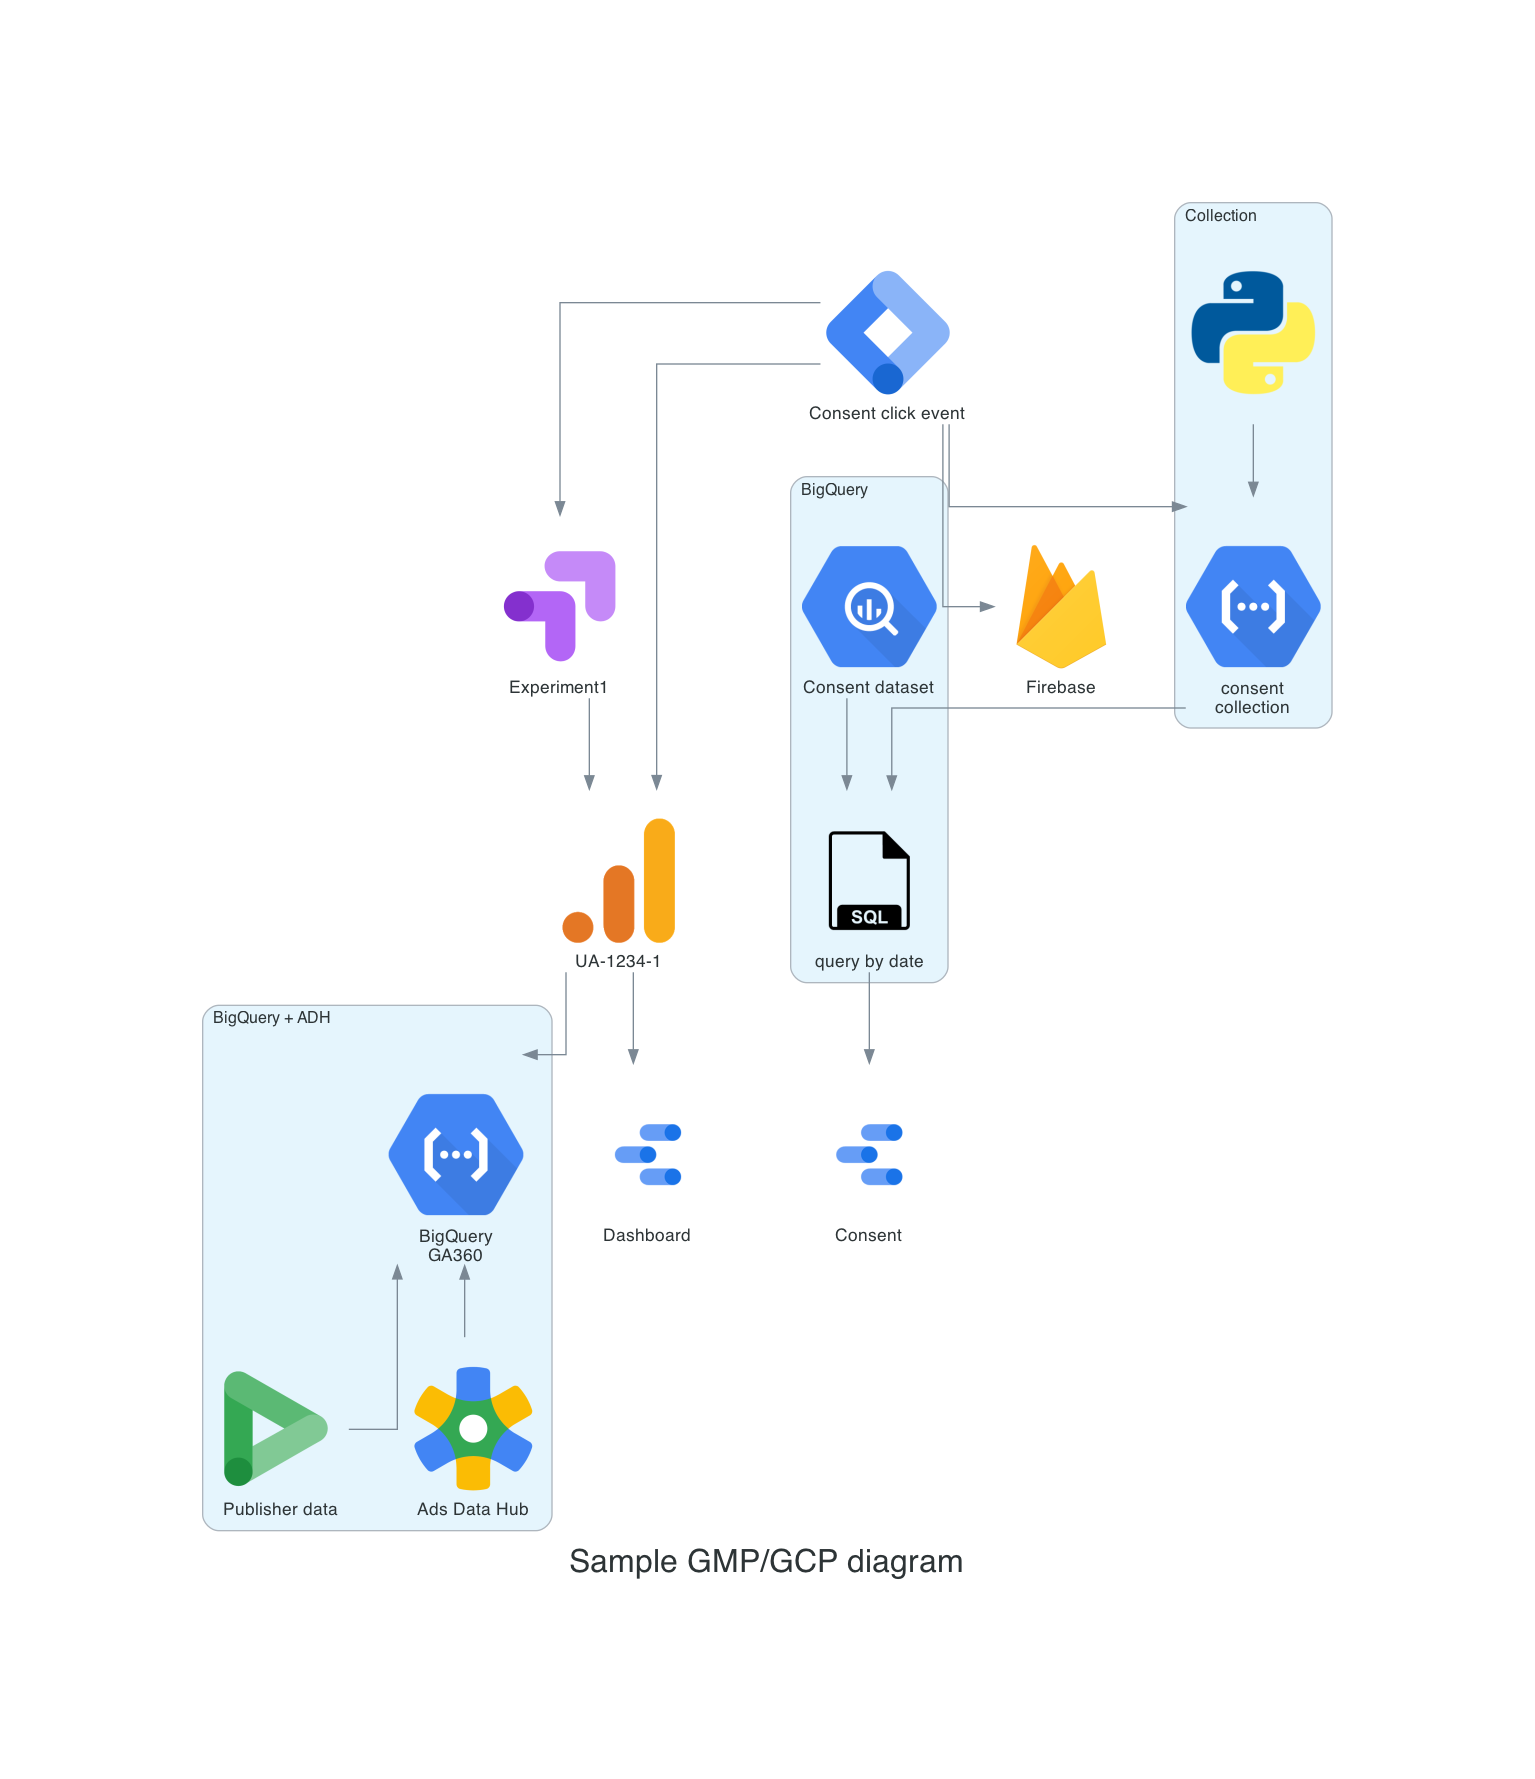 Collection
Consent click event
BigQuery
Experiment1
Consent dataset
Firebase
consent
collection
SQL
UA-1234-1
query by date
BigQuery + ADH
BigQuery
GA360
Dashboard
Consent
Publisher data
Ads Data Hub
Sample GMP/GCP diagram